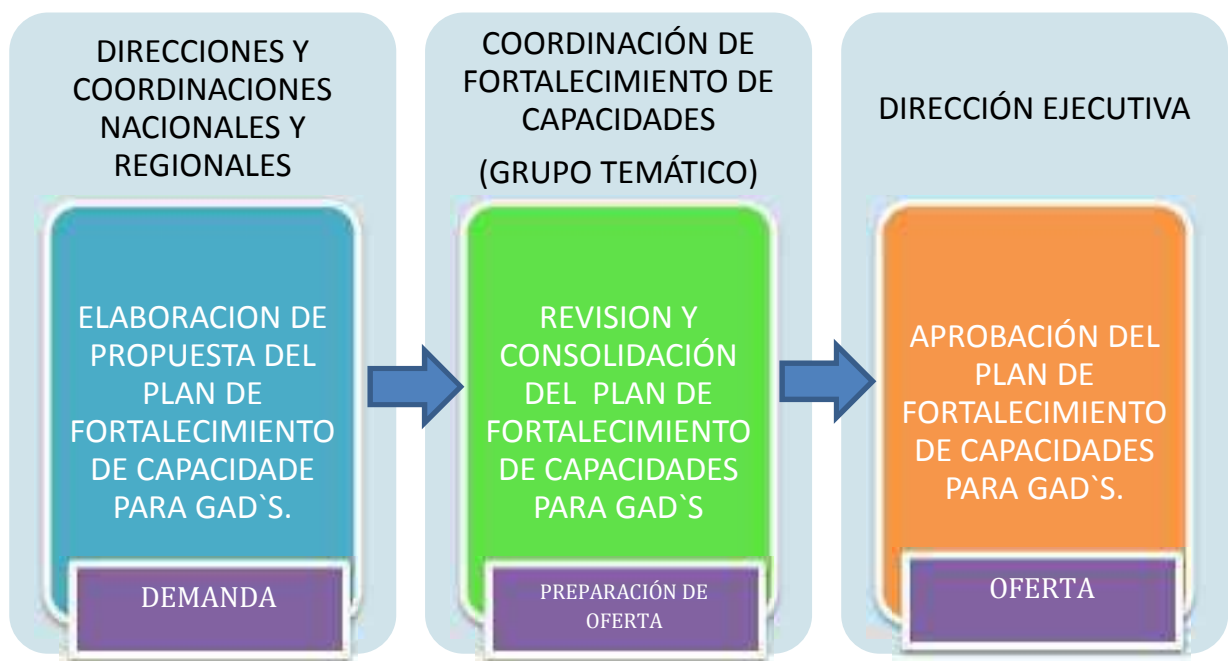 DIRECCIONES Y
COORDINACIONES
NACIONALES Y
REGIONALES
ELABORACION DE
PROPUESTA DEL
PLAN DE
FORTALECIMIENTO
DE CAPACIDADE
PARA GAD`S.
DEMANDA
COORDINACIÓN DE
FORTALECIMIENTO DE
CAPACIDADES
(GRUPO TEMÁTICO)
REVISION Y
CONSOLIDACIÓN
DEL PLAN DE
FORTALECIMIENTO
DE CAPACIDADES
PARA GAD`S
PREPARACIÓN DE
OFERTA
DIRECCIÓN EJECUTIVA
APROBACIÓN DEL
PLAN DE
FORTALECIMIENTO
DE CAPACIDADES
PARA GAD`S.
OFERTA